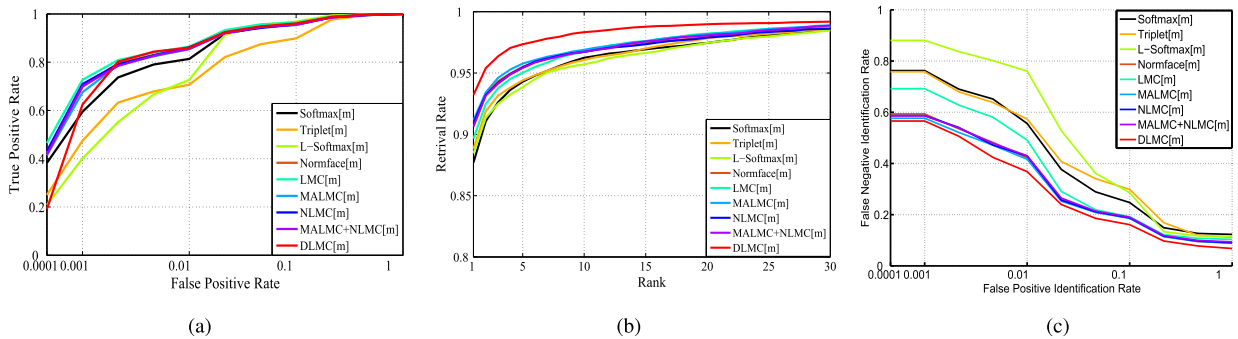 True Positive Rate
1
0.8
0.6
0.4
0.2
0
0.0001 0.001 0.01 0.1 1
False Positive Rate
Softmax[m]
Triplet[m]
L−Softmax[m]
Normface[m]
LMC[m]
MALMC[m]
NLMC[m]
MALMC+NLMC[m]
DLMC[m]
(a)
Retrival Rate
1
0.95
0.9
0.85
0.8
1 5 10 15 20 25 30
Rank
Softmax[m]
Triplet[m]
L−Softmax[m]
Normface[m]
LMC[m]
MALMC[m]
NLMC[m]
MALMC+NLMC[m]
DLMC[m]
(b)
False Negative Identification Rate
1
0.8
0.6
0.4
0.2
0
0.0001 0.001 0.01 0.1 1
False Positive Identification Rate
Softmax[m]
Triplet[m]
L−Softmax[m]
Normface[m]
LMC[m]
MALMC[m]
NLMC[m]
MALMC+NLMC[m]
DLMC[m]
(c)